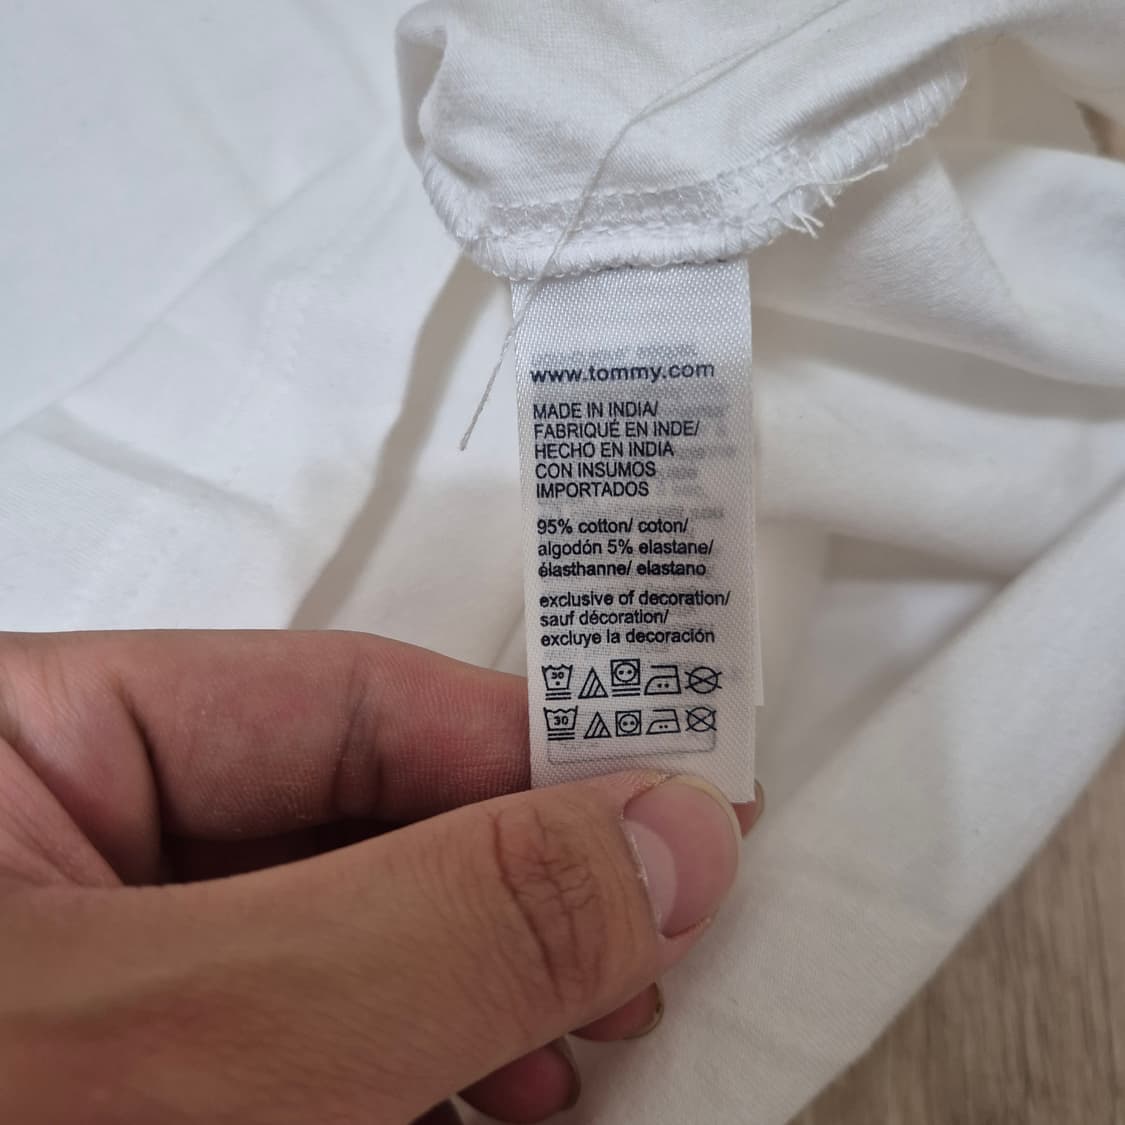 www.tommy.com
MADE IN INDIA/
FABRIQUÉ EN INDE/
HECHO EN INDIA
CON INSUMOS
IMPORTADOS
95% cotton/ coton/
algodón 5% elastane/
élasthanne/ elastano
exclusive of decoration/
sauf décoration/
excluye la decoración
30
30